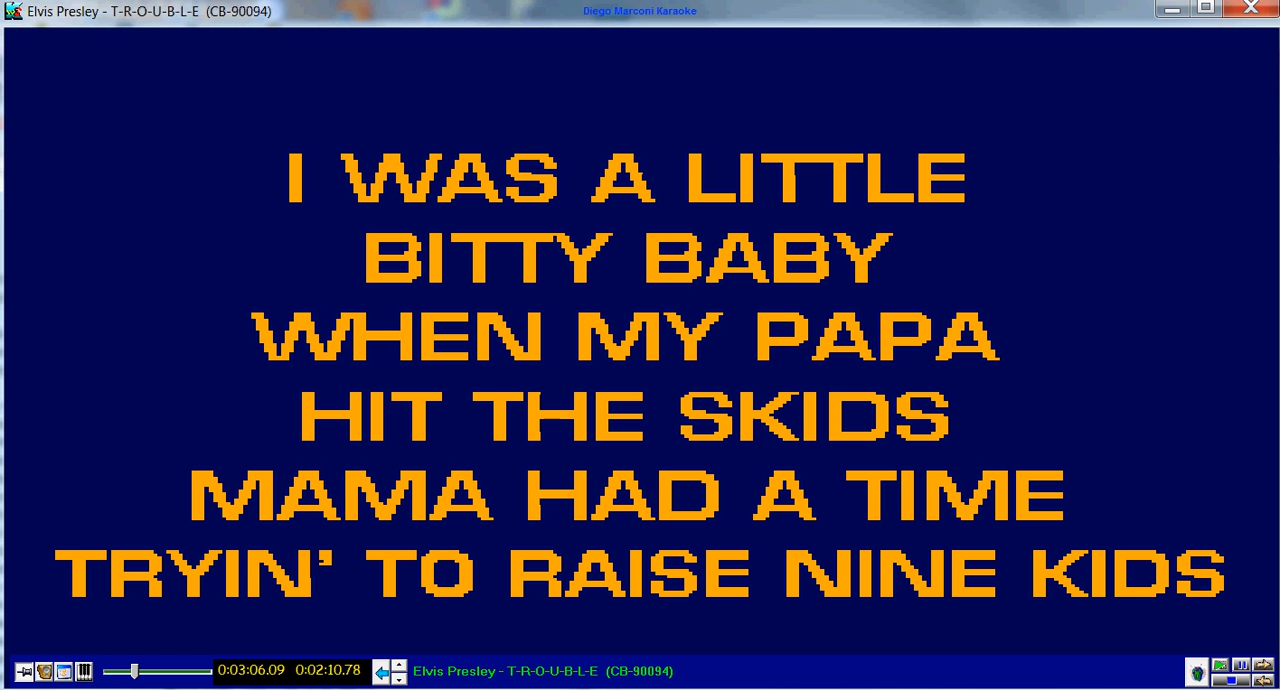 Elvis Presley - T-R-O-U-B-L-E (CB-90094)
Diego Marconi Karaoke
I WAS A LITTLE
BITTY BABY
WHEN MY PAPA
HIT THE SKIDS
MAMA HAD A TIME
TRYIN' TO RAISE NINE KIDS
0:03:06.09 0:02:10.78 Elvis Presley - T-R-O-U-B-L-E (CB-90094)